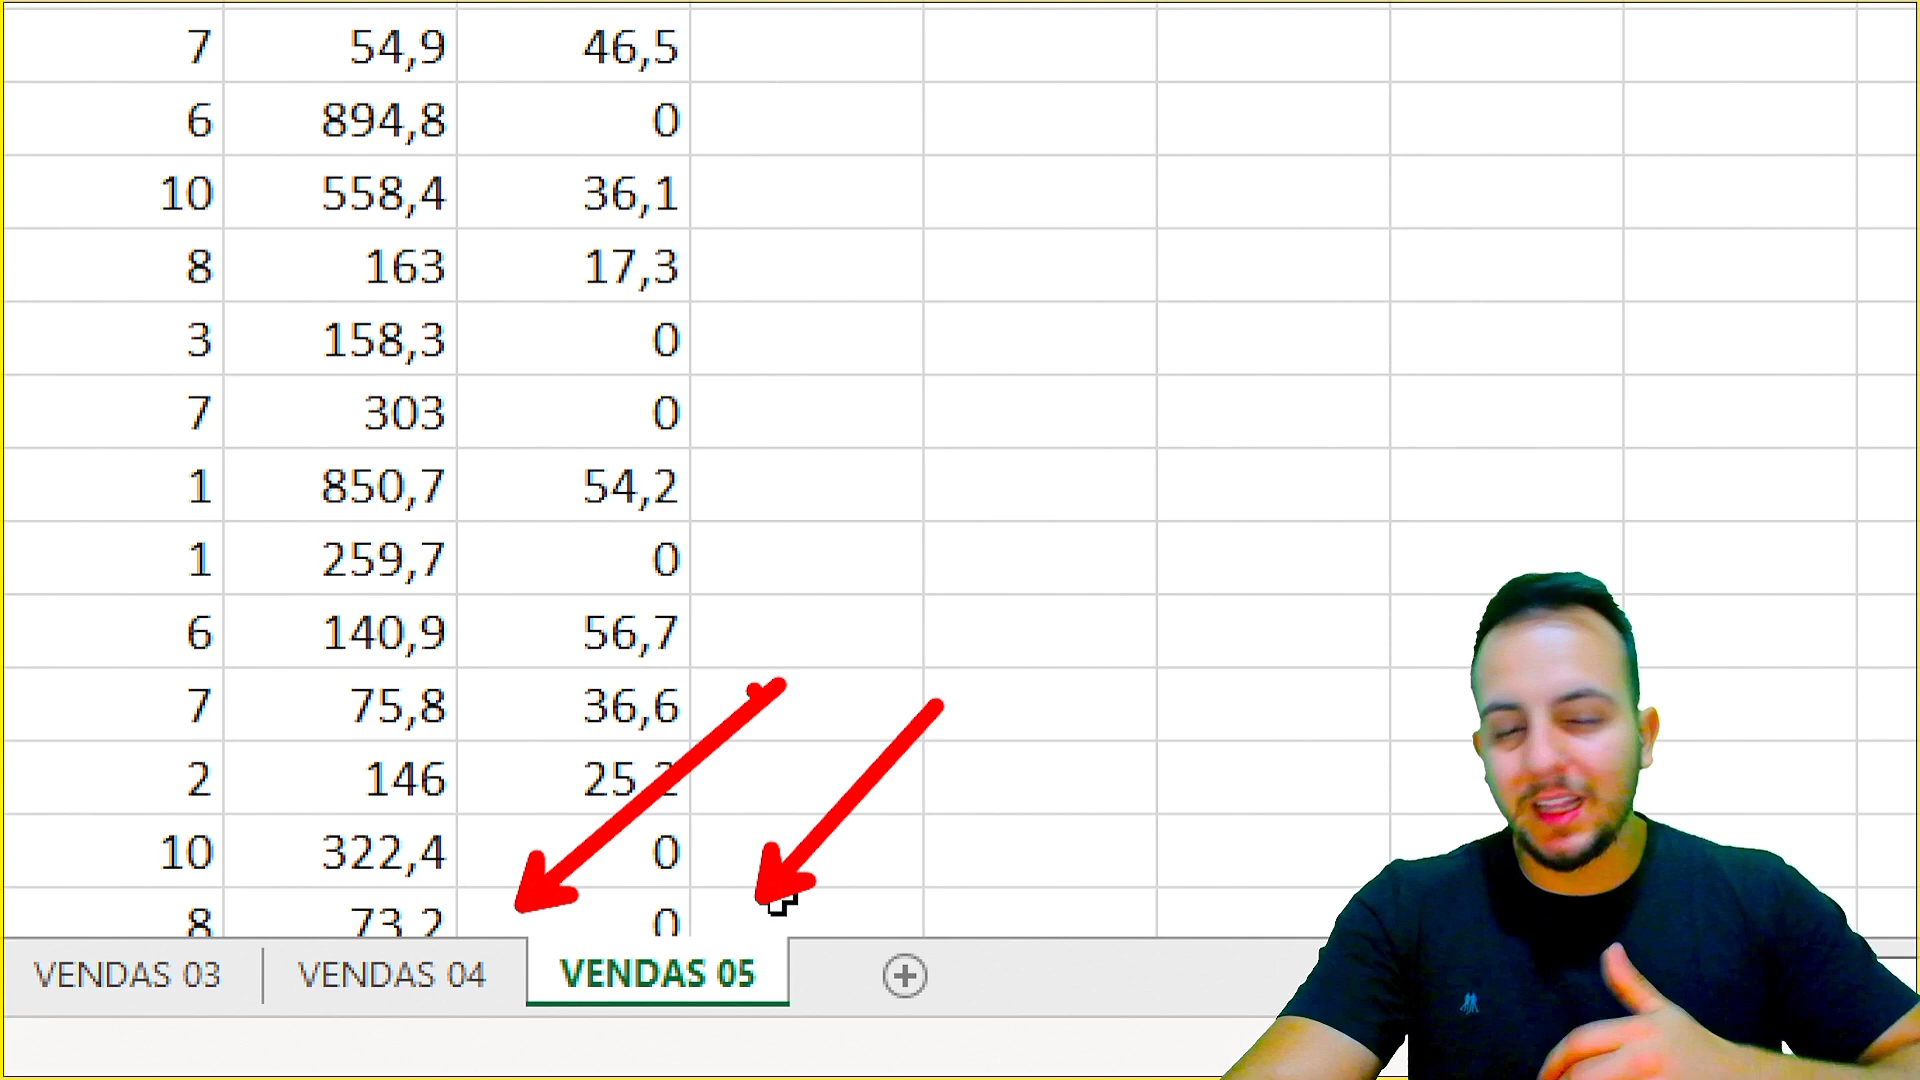 7 54,9 46,5
6 894,8 0
10 558,4 36,1
8 163 17,3
3 158,3 0
7 303 0
1 850,7 54,2
1 259,7 0
6 140,9 56,7
7 75,8 36,6
2 146 25,2
10 322,4 0
8 73,2 0
VENDAS 03 VENDAS 04 VENDAS 05